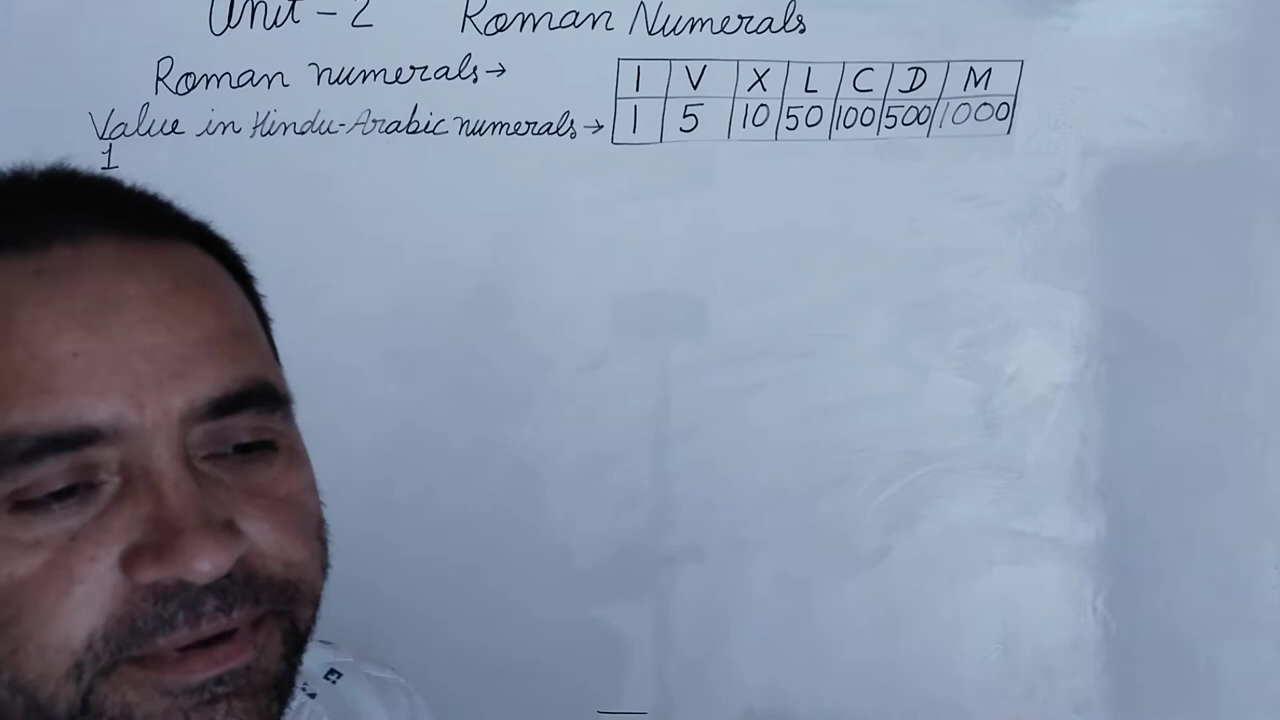 Unit - 2 Roman Numerals
Roman numerals → I V X L C D M
Value in Hindu-Arabic numerals → 1 5 10 50 100 500 1000
1